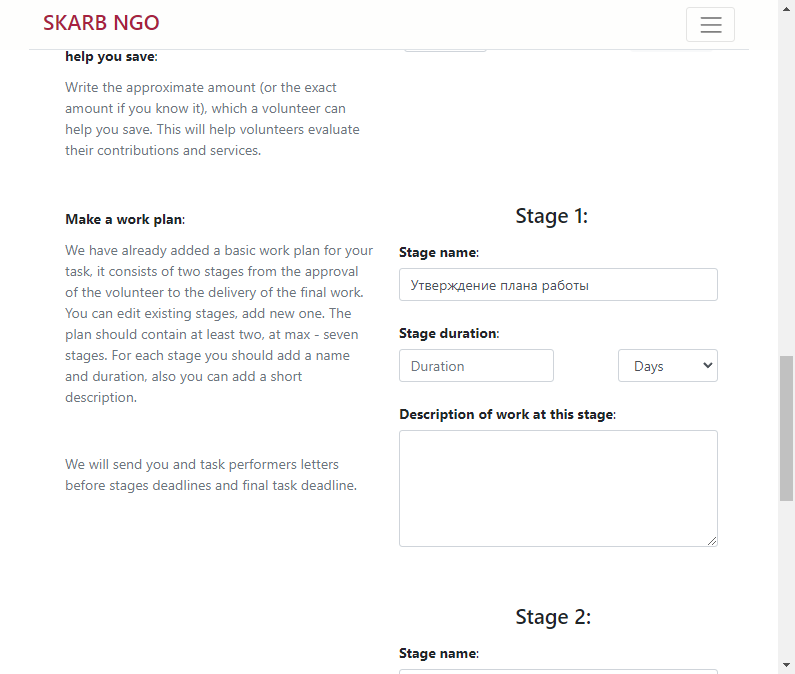 SKARB NGO
help you save:
Write the approximate amount (or the exact
amount if you know it), which a volunteer can
help you save. This will help volunteers evaluate
their contributions and services.
Make a work plan:
We have already added a basic work plan for your
task, it consists of two stages from the approval
of the volunteer to the delivery of the final work.
You can edit existing stages, add new one. The
plan should contain at least two, at max - seven
stages. For each stage you should add a name
and duration, also you can add a short
description.
We will send you and task performers letters
before stages deadlines and final task deadline.
Stage 1:
Stage name:
Утверждение плана работы
Stage duration:
Duration
Days
Description of work at this stage:
Stage 2:
Stage name: